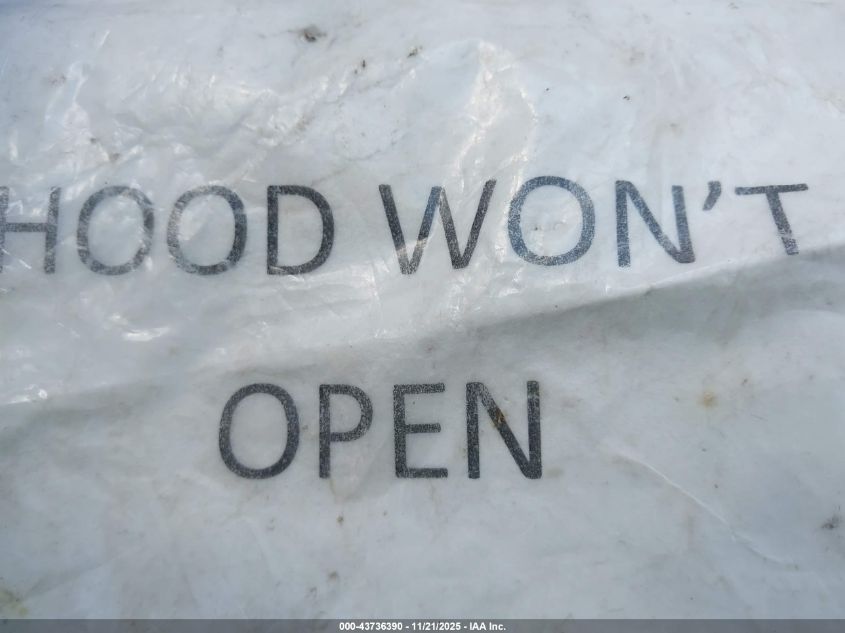 HOOD WON'T
OPEN
000-43736390 - 11/21/2025 - IAA Inc.